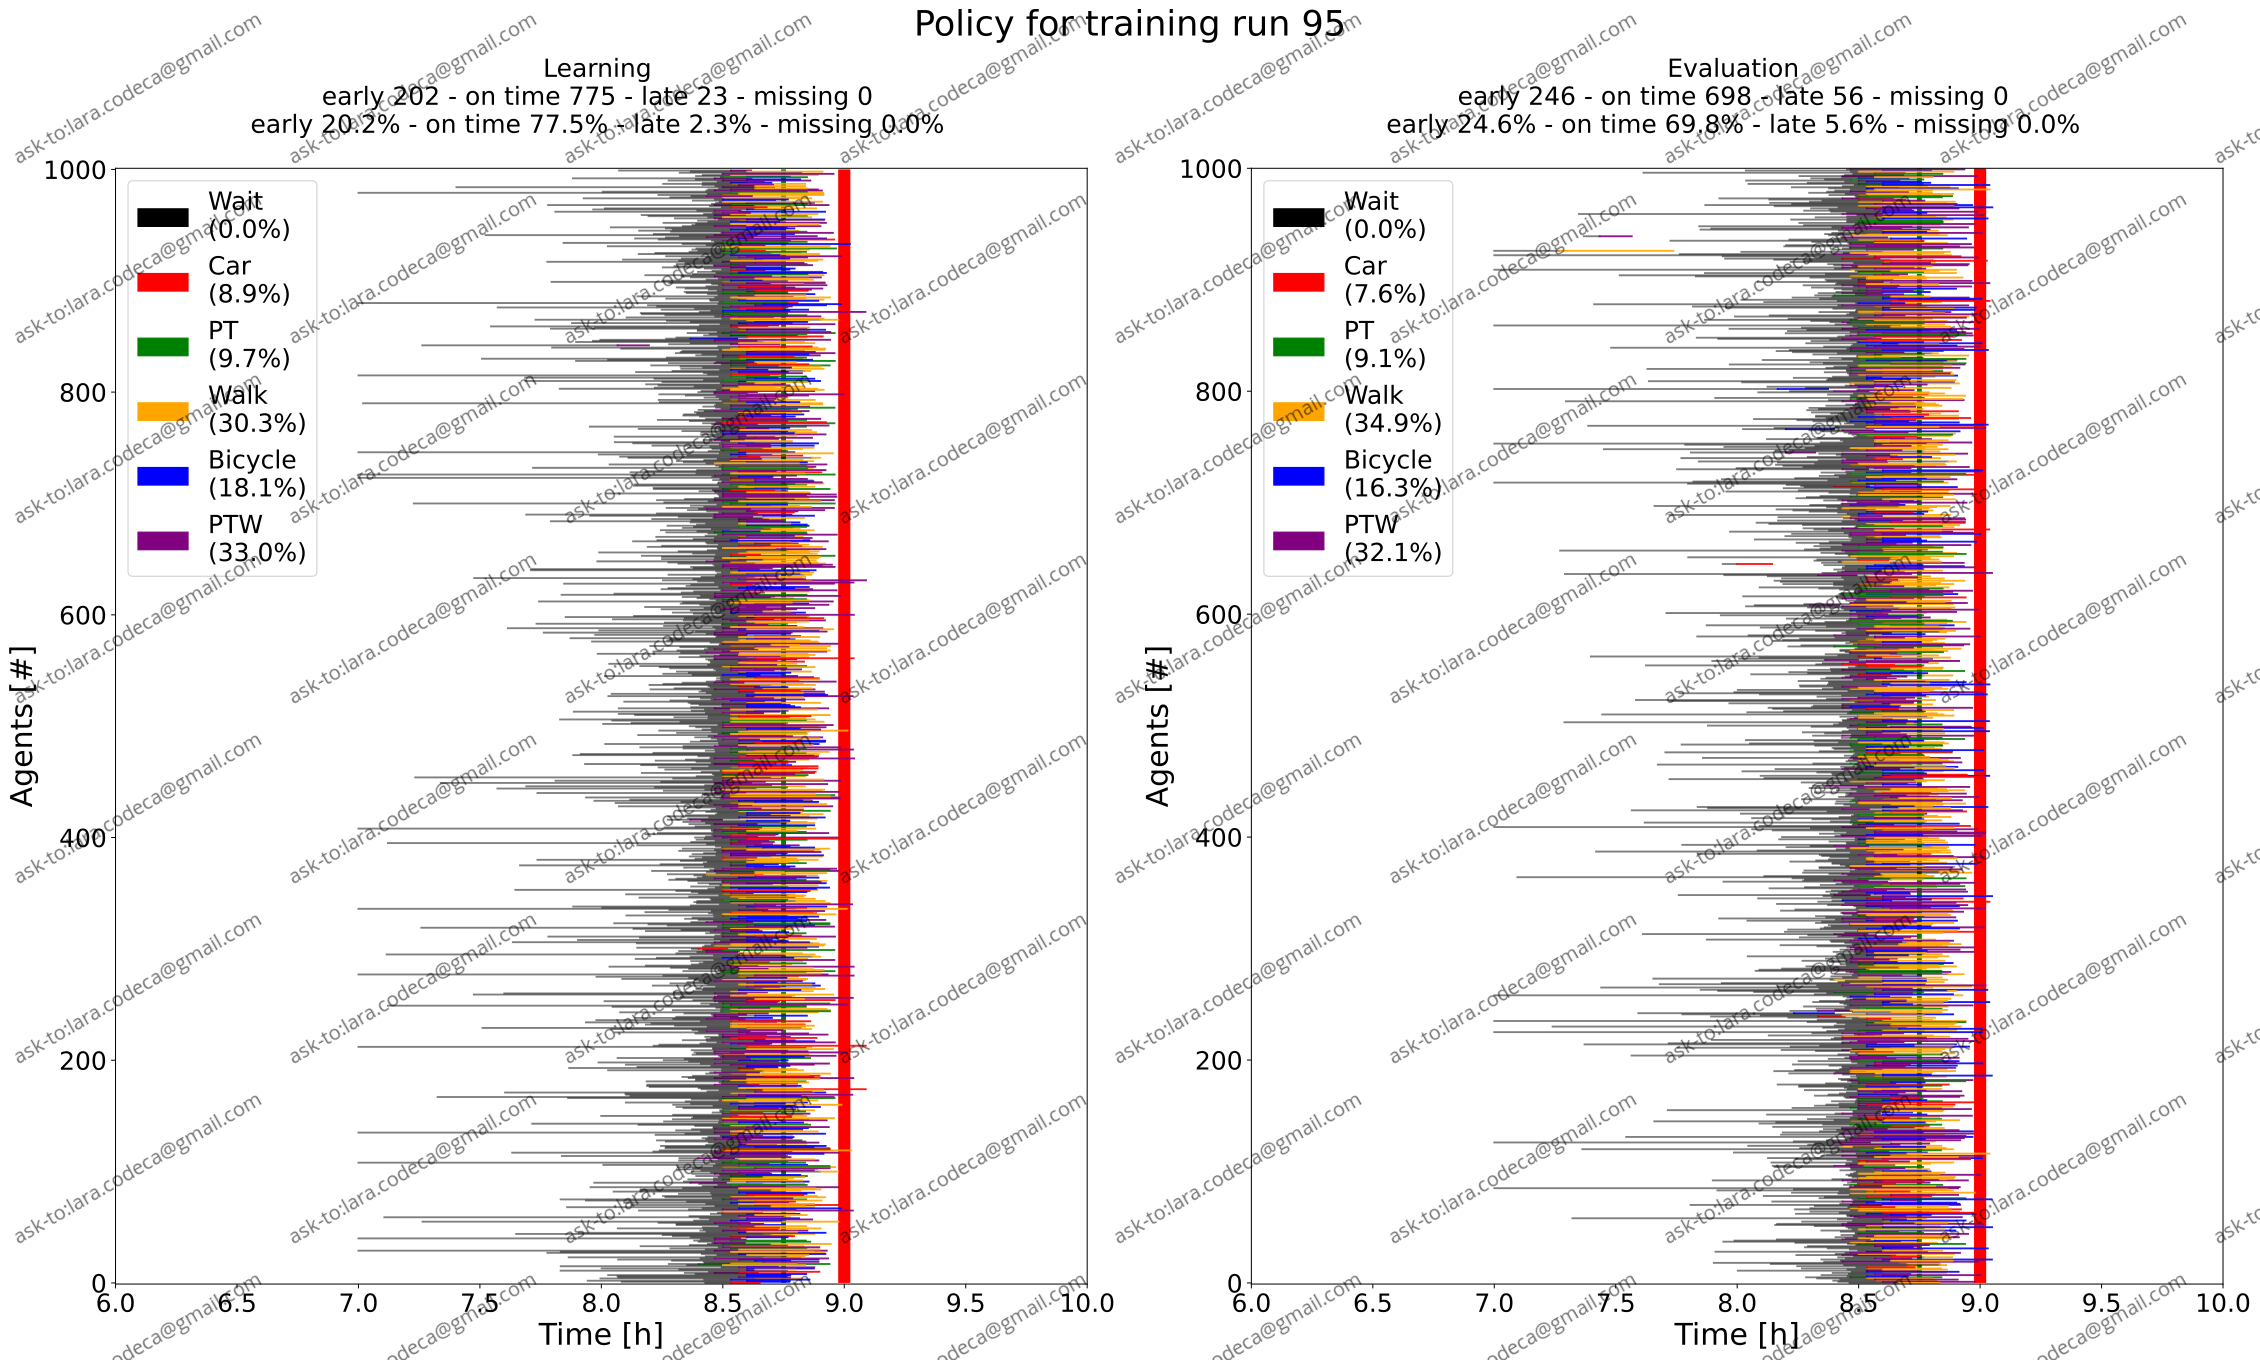 Policy for training run 95
Learning
early 202 - on time 775 - late 23 - missing 0
early 20.2% - on time 77.5% - late 2.3% - missing 0.0%
1000
800
600
400
200
0
Agents [#]
Wait
(0.0%)
Car
(8.9%)
PT
(9.7%)
Walk
(30.3%)
Bicycle
(18.1%)
PTW
(33.0%)
6.0 6.5 7.0 7.5 8.0 8.5 9.0 9.5 10.0
Time [h]
Evaluation
early 246 - on time 698 - late 56 - missing 0
early 24.6% - on time 69.8% - late 5.6% - missing 0.0%
1000
800
600
400
200
0
Agents [#]
Wait
(0.0%)
Car
(7.6%)
PT
(9.1%)
Walk
(34.9%)
Bicycle
(16.3%)
PTW
(32.1%)
6.0 6.5 7.0 7.5 8.0 8.5 9.0 9.5 10.0
Time [h]
ask-to:lara.codeca@gmail.com